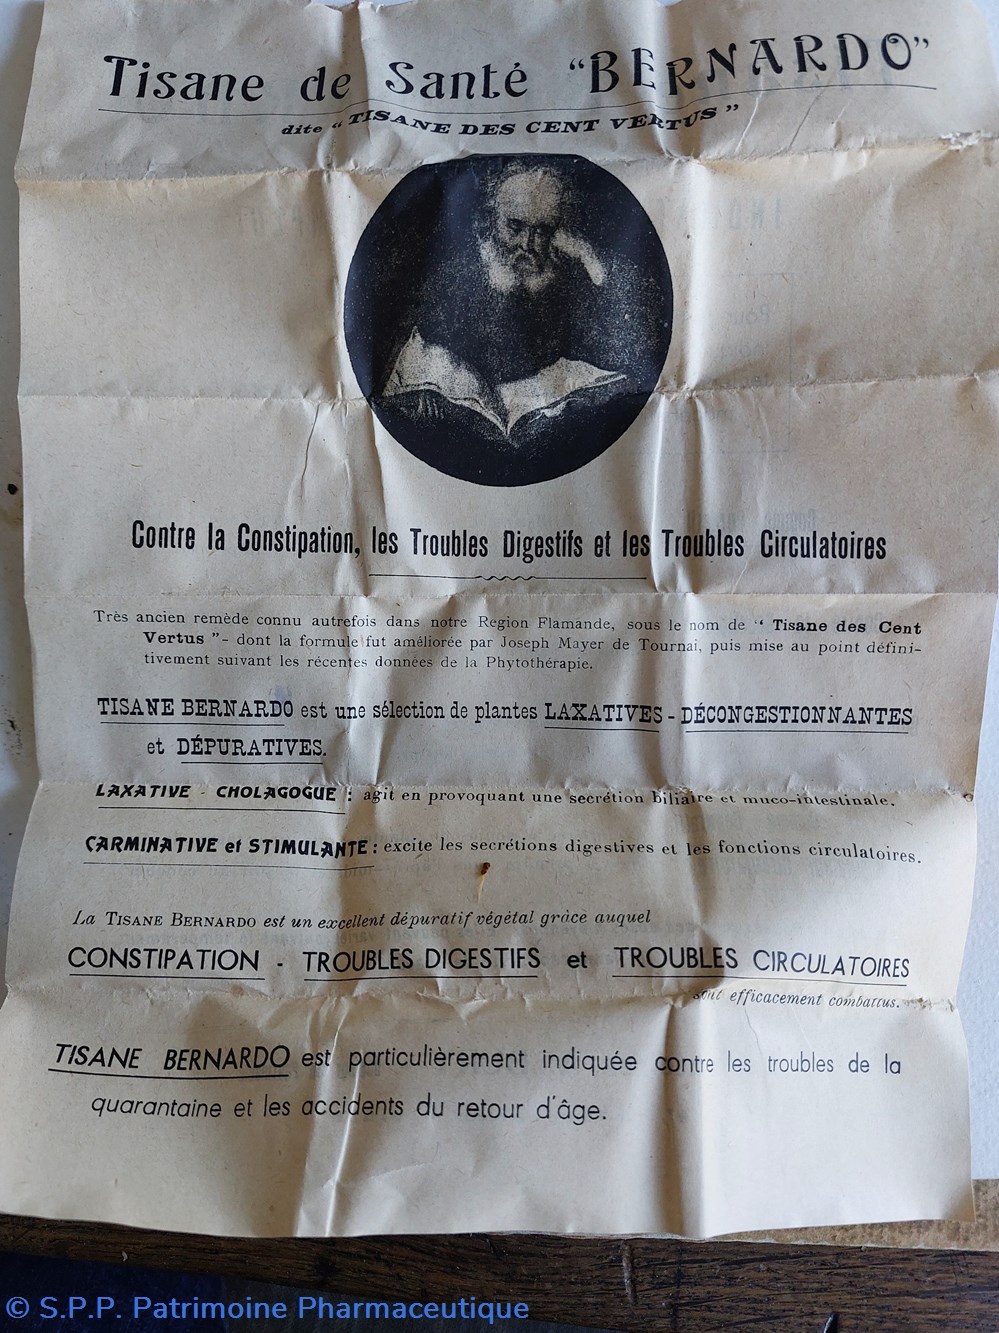 Tisane de Santé "BERNARDO"
dite "TISANE DES CENT VERTUS"
Contre la Constipation, les Troubles Digestifs et les Troubles Circulatoires
Très ancien remède connu autrefois dans notre Region Flamande, sous le nom de "Tisane des Cent
Vertus"- dont la formule fut améliorée par Joseph Mayer de Tournai, puis mise au point défini-
tivement suivant les récentes données de la Phytothérapie.
TISANE BERNARDO est une sélection de plantes LAXATIVES - DÉCONGESTIONNANTES
et DÉPURATIVES.
LAXATIVE - CHOLAGOGUE : agit en provoquant une secrétion biliaire et muco-intestinale.
CARMINATIVE et STIMULANTE : excite les secrétions digestives et les fonctions circulatoires.
La TISANE BERNARDO est un excellent dépuratif végétal grâce auquel
CONSTIPATION - TROUBLES DIGESTIFS et TROUBLES CIRCULATOIRES
sont efficacement combattus.
TISANE BERNARDO est particulièrement indiquée contre les troubles de la
quarantaine et les accidents du retour d'âge.
© S.P.P. Patrimoine Pharmaceutique